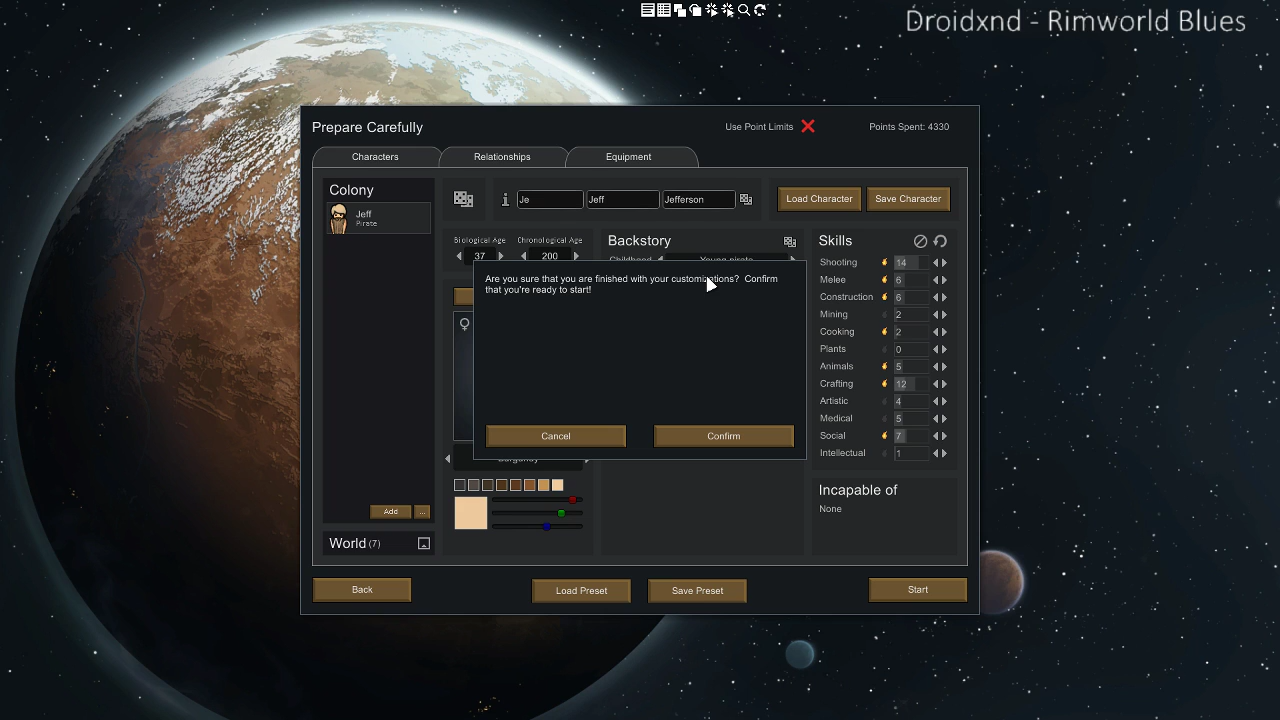 Droidxnd - Rimworld Blues
Prepare Carefully
Use Point Limits
Points Spent: 4330
Characters
Relationships
Equipment
Colony
Jeff
Pirate
Je
Jeff
Jefferson
Load Character
Save Character
Biological Age
Chronological Age
37
200
Backstory
Skills
Shooting 14
Melee 6
Construction 6
Mining 2
Cooking 2
Plants 0
Animals 5
Crafting 12
Artistic 4
Medical 5
Social 7
Intellectual 1
Are you sure that you are finished with your customizations? Confirm
that you're ready to start!
Cancel
Confirm
Incapable of
None
Add
...
World (7)
Back
Load Preset
Save Preset
Start